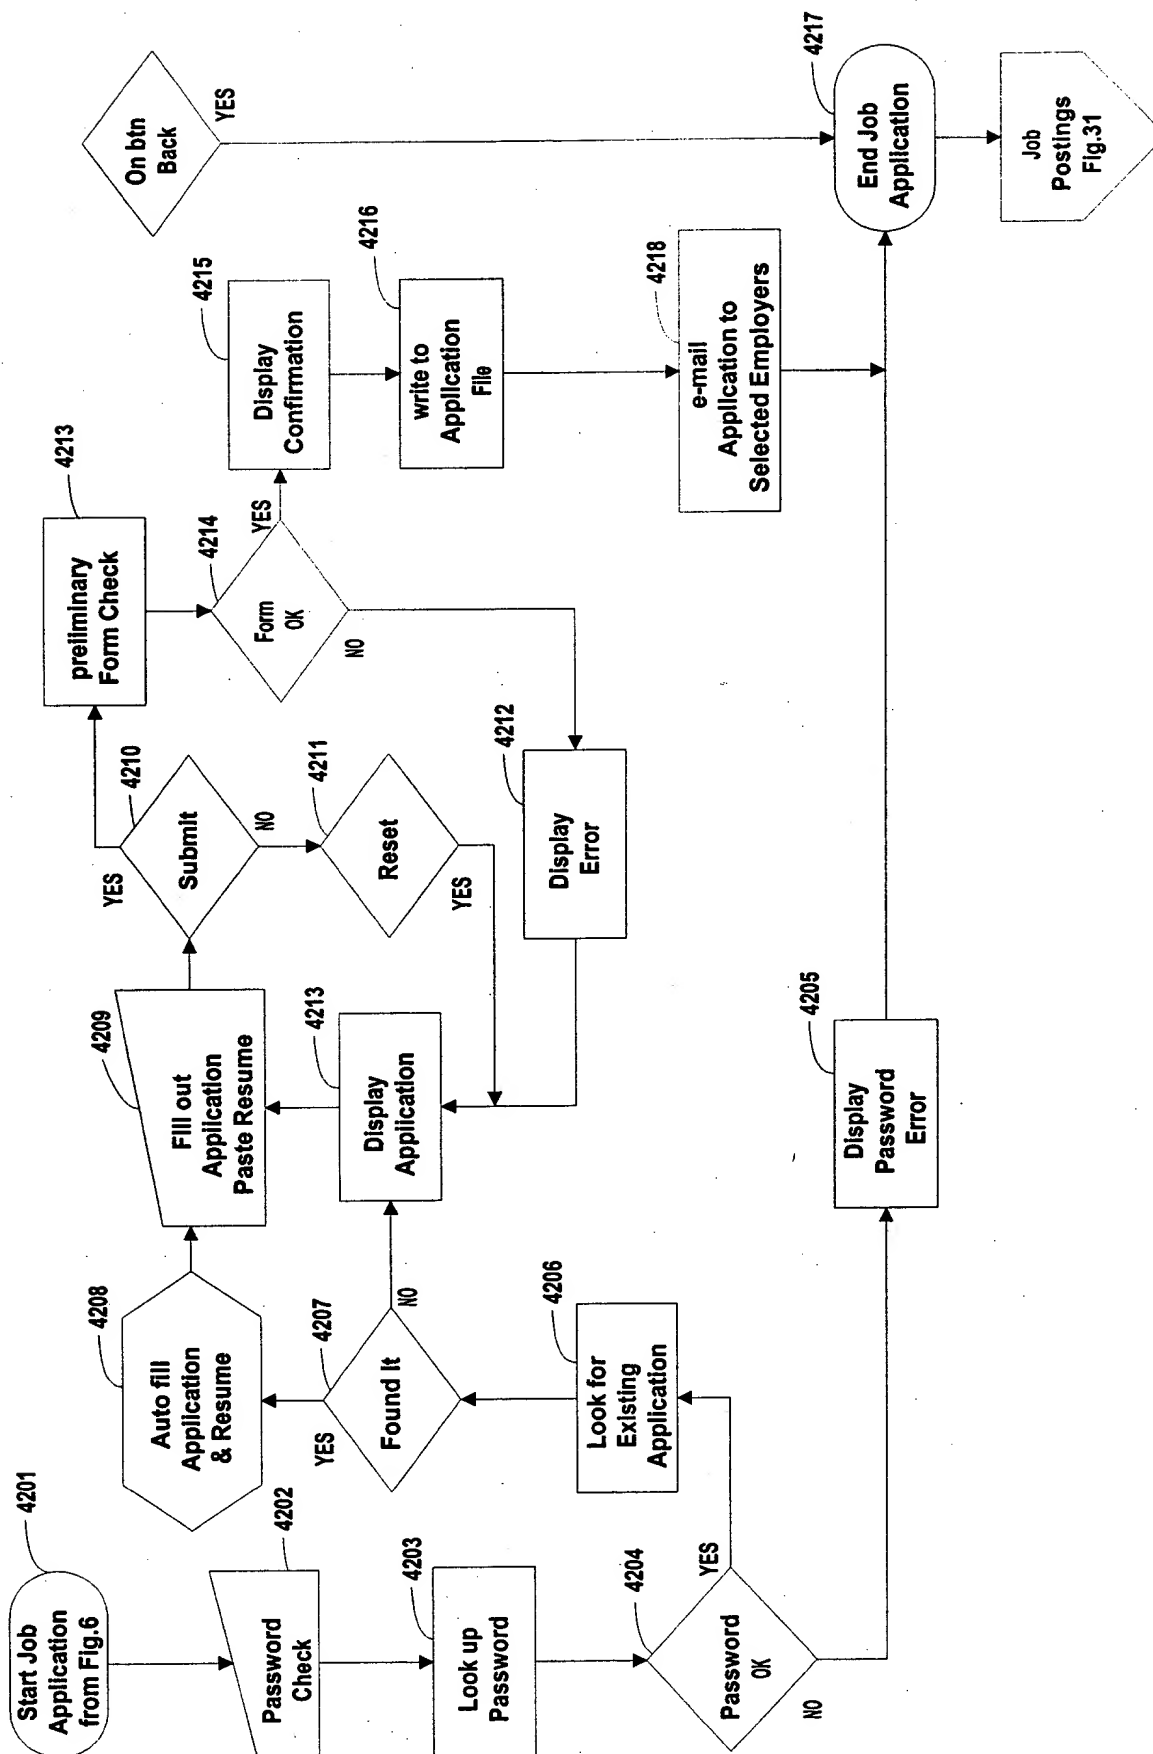 4201
Start Job
Application
from Fig.6
4202
Password
Check
4203
Look up
Password
4204
Password
OK
YES
NO
4205
Display
Password
Error
4206
Look for
Existing
Application
4207
Found It
YES
NO
4208
Auto fill
Application
& Resume
4209
Fill out
Application
Paste Resume
4213
Display
Application
4210
Submit
YES
NO
4211
Reset
YES
4212
Display
Error
4213
preliminary
Form Check
4214
Form
OK
YES
NO
4215
Display
Confirmation
4216
write to
Application
File
4218
e-mail
Application to
Selected Employers
On btn
Back
YES
4217
End Job
Application
Job
Postings
Fig.31